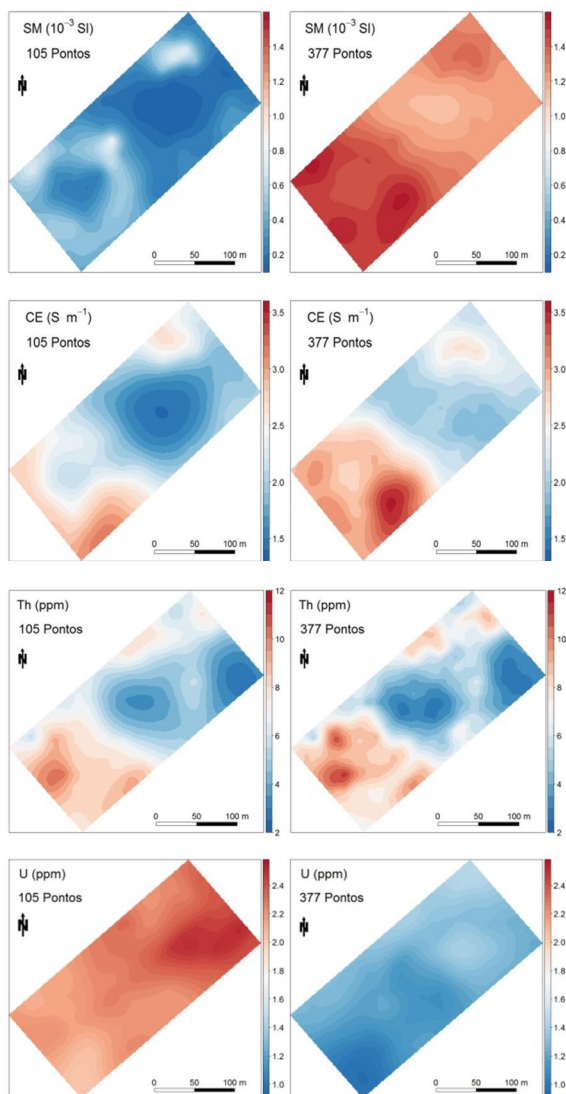 SM (10⁻³ SI)
105 Pontos
N
0 50 100 m
1.4
1.2
1.0
0.8
0.6
0.4
0.2
SM (10⁻³ SI)
377 Pontos
N
0 50 100 m
1.4
1.2
1.0
0.8
0.6
0.4
0.2
CE (S m⁻¹)
105 Pontos
N
0 50 100 m
3.5
3.0
2.5
2.0
1.5
CE (S m⁻¹)
377 Pontos
N
0 50 100 m
3.5
3.0
2.5
2.0
1.5
Th (ppm)
105 Pontos
N
0 50 100 m
12
10
8
6
4
2
Th (ppm)
377 Pontos
N
0 50 100 m
12
10
8
6
4
2
U (ppm)
105 Pontos
N
0 50 100 m
2.4
2.2
2.0
1.8
1.6
1.4
1.2
1.0
U (ppm)
377 Pontos
N
0 50 100 m
2.4
2.2
2.0
1.8
1.6
1.4
1.2
1.0